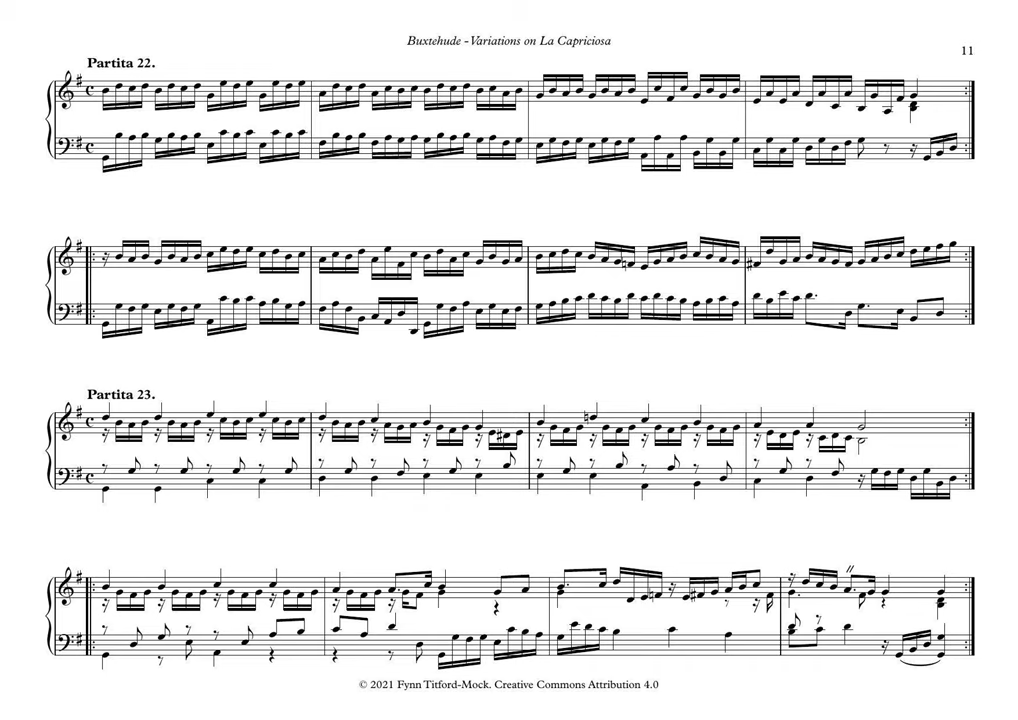 Buxtehude - Variations on La Capriciosa
11
Partita 22.
Partita 23.
© 2021 Fynn Titford-Mock. Creative Commons Attribution 4.0